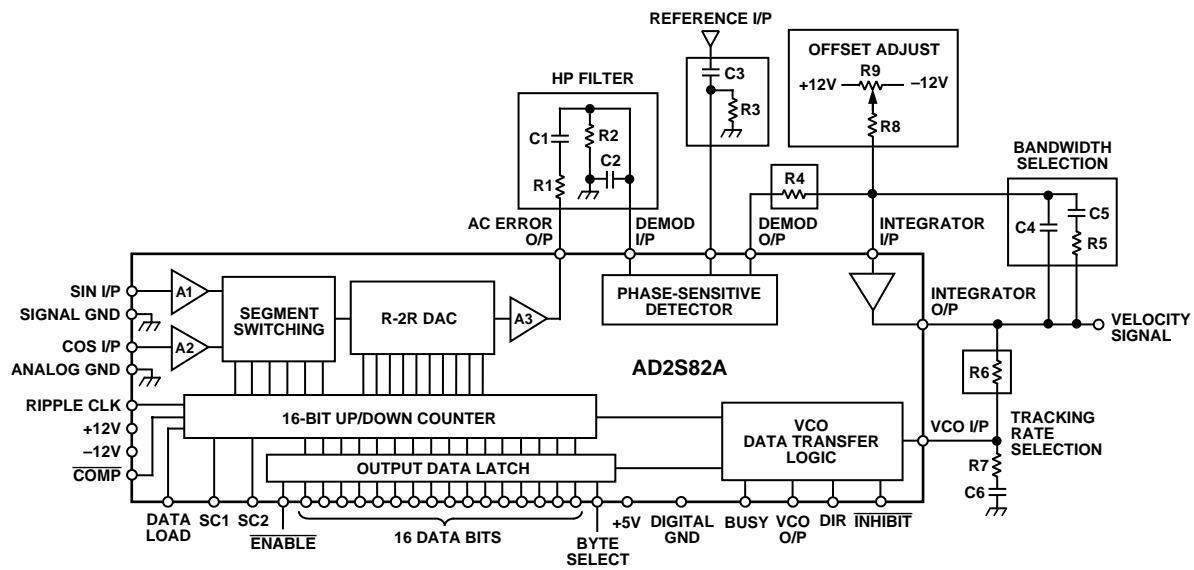 REFERENCE I/P
OFFSET ADJUST
R9
+12V
–12V
R8
HP FILTER
C3
R3
C1
R2
C2
R1
BANDWIDTH
SELECTION
R4
C4
C5
R5
AC ERROR
O/P
DEMOD
I/P
DEMOD
O/P
INTEGRATOR
I/P
SIN I/P
A1
SIGNAL GND
COS I/P
A2
ANALOG GND
SEGMENT
SWITCHING
R-2R DAC
A3
PHASE-SENSITIVE
DETECTOR
INTEGRATOR
O/P
VELOCITY
SIGNAL
AD2S82A
R6
RIPPLE CLK
+12V
–12V
COMP
16-BIT UP/DOWN COUNTER
OUTPUT DATA LATCH
VCO
DATA TRANSFER
LOGIC
VCO I/P
TRACKING
RATE
SELECTION
R7
C6
DATA
LOAD
SC1
SC2
ENABLE
16 DATA BITS
BYTE
SELECT
+5V
DIGITAL
GND
BUSY
VCO
O/P
DIR
INHIBIT